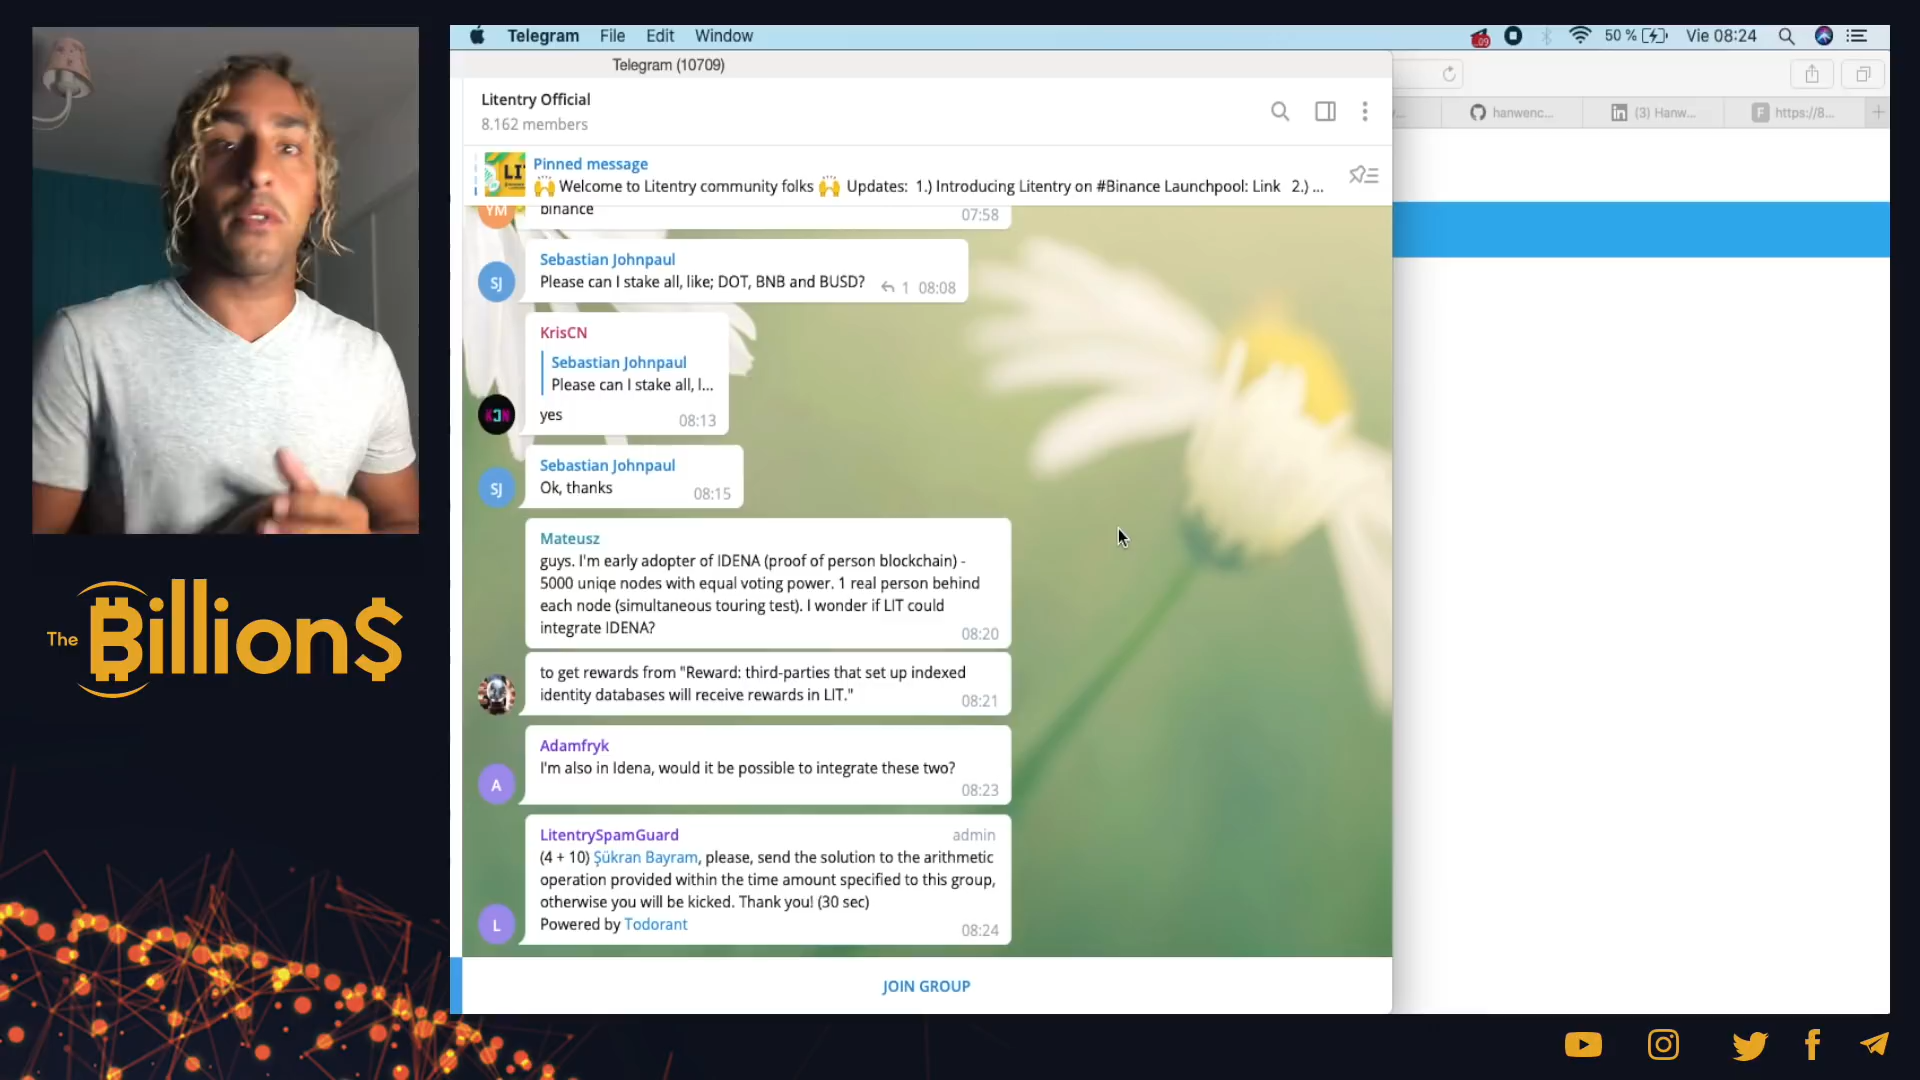 Telegram File Edit Window
09
50 %
Vie 08:24
Telegram (10709)
Litentry Official
8.162 members
hanwenc...
(3) Hanw...
https://8...
Pinned message
🙌 Welcome to Litentry community folks 🙌 Updates: 1.) Introducing Litentry on #Binance Launchpool: Link 2.) ...
LI
YM
binance
07:58
Sebastian Johnpaul
SJ
Please can I stake all, like; DOT, BNB and BUSD?
1 08:08
KrisCN
Sebastian Johnpaul
Please can I stake all, l...
yes
08:13
Sebastian Johnpaul
SJ
Ok, thanks
08:15
Mateusz
guys. I'm early adopter of IDENA (proof of person blockchain) -
5000 uniqe nodes with equal voting power. 1 real person behind
each node (simultaneous touring test). I wonder if LIT could
integrate IDENA?
08:20
to get rewards from "Reward: third-parties that set up indexed
identity databases will receive rewards in LIT."
08:21
Adamfryk
A
I'm also in Idena, would it be possible to integrate these two?
08:23
LitentrySpamGuard
admin
(4 + 10) Şükran Bayram, please, send the solution to the arithmetic
operation provided within the time amount specified to this group,
otherwise you will be kicked. Thank you! (30 sec)
L
Powered by Todorant
08:24
JOIN GROUP
The Billion$